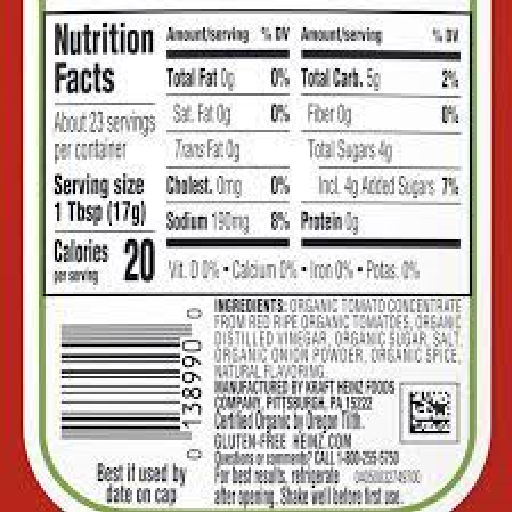 Nutrition Facts
About 23 servings
per container
Serving size
1 Tbsp (17g)
Calories 20
per serving
Amount/serving % DV
Total Fat 0g 0%
Sat. Fat 0g 0%
Trans Fat 0g
Cholest. 0mg 0%
Sodium 190mg 8%
Amount/serving % DV
Total Carb. 5g 2%
Fiber 0g 0%
Total Sugars 4g
Incl. 4g Added Sugars 7%
Protein 0g
Vit. D 0% • Calcium 0% • Iron 0% • Potas. 0%
INGREDIENTS: ORGANIC TOMATO CONCENTRATE
FROM RED RIPE ORGANIC TOMATOES, ORGANIC
DISTILLED VINEGAR, ORGANIC SUGAR, SALT,
ORGANIC ONION POWDER, ORGANIC SPICE,
NATURAL FLAVORING.
MANUFACTURED BY KRAFT HEINZ FOODS
COMPANY, PITTSBURGH, PA 15222
Certified Organic by Oregon Tilth.
GLUTEN-FREE HEINZ.COM
Questions or comments? CALL 1-800-255-5750
For best results, refrigerate
after opening. Shake well before first use.
0 138990 0668 0
Best if used by
date on cap